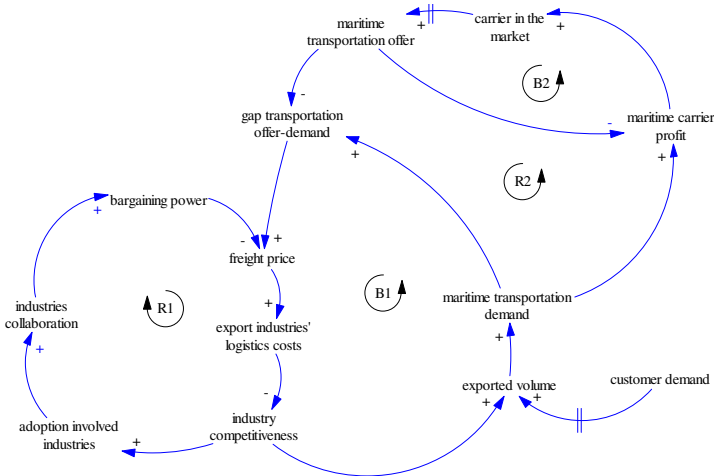 maritime
transportation offer
carrier in the
market
+
+
B2
-
gap transportation
offer-demand
-
maritime carrier
profit
+
+
R2
bargaining power
+
-
+
freight price
industries
collaboration
R1
+
B1
maritime transportation
demand
export industries'
logistics costs
+
+
-
exported volume
customer demand
+
+
industry
competitiveness
adoption involved
industries
+